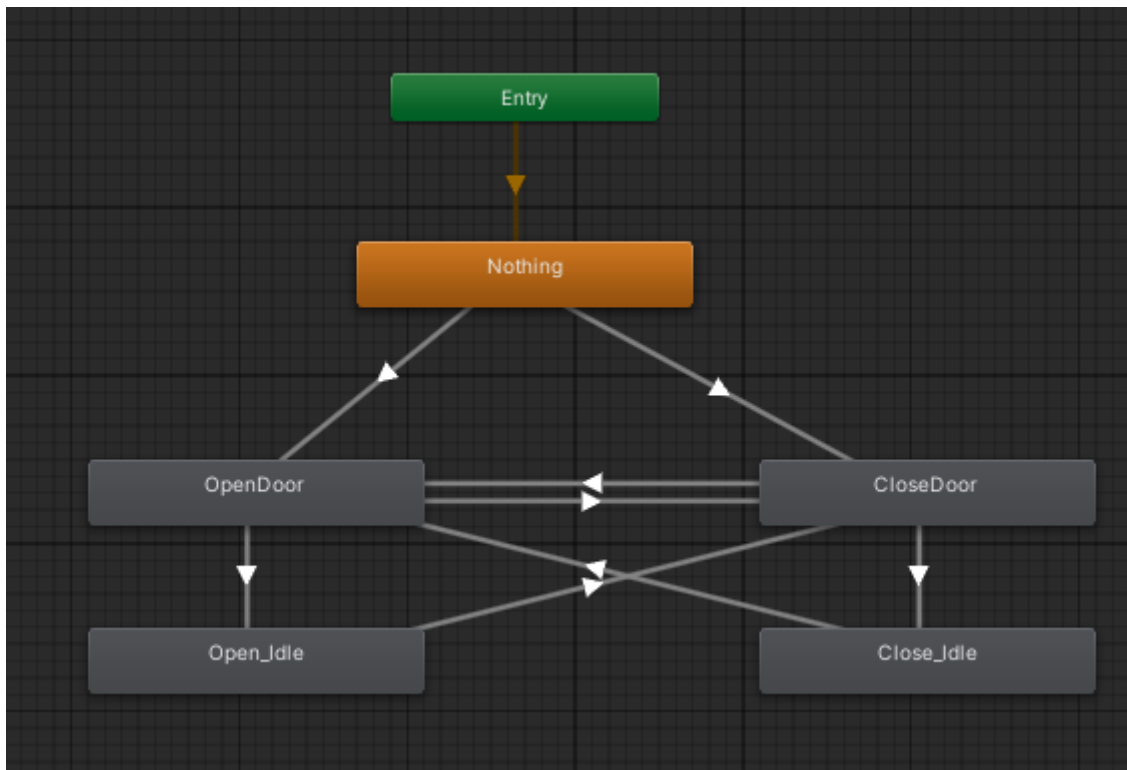 Entry
Nothing
OpenDoor
CloseDoor
Open_Idle
Close_Idle